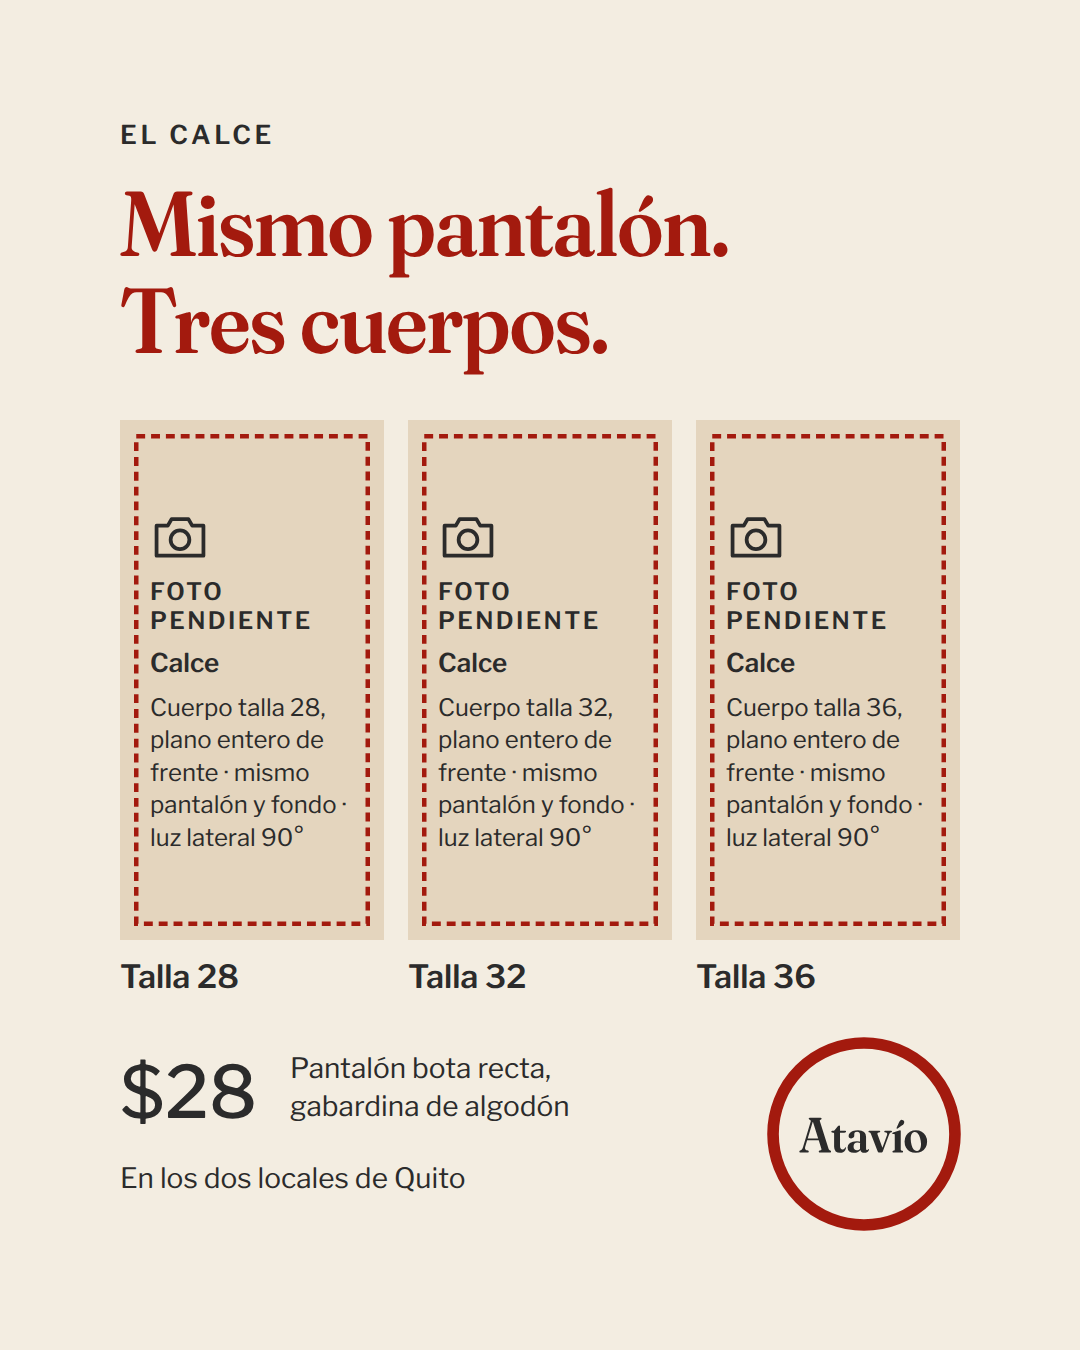 EL CALCE
Mismo pantalón.
Tres cuerpos.
FOTO
PENDIENTE
Calce
Cuerpo talla 28,
plano entero de
frente · mismo
pantalón y fondo ·
luz lateral 90°
Talla 28
FOTO
PENDIENTE
Calce
Cuerpo talla 32,
plano entero de
frente · mismo
pantalón y fondo ·
luz lateral 90°
Talla 32
FOTO
PENDIENTE
Calce
Cuerpo talla 36,
plano entero de
frente · mismo
pantalón y fondo ·
luz lateral 90°
Talla 36
$28
Pantalón bota recta,
gabardina de algodón
En los dos locales de Quito
Atavío